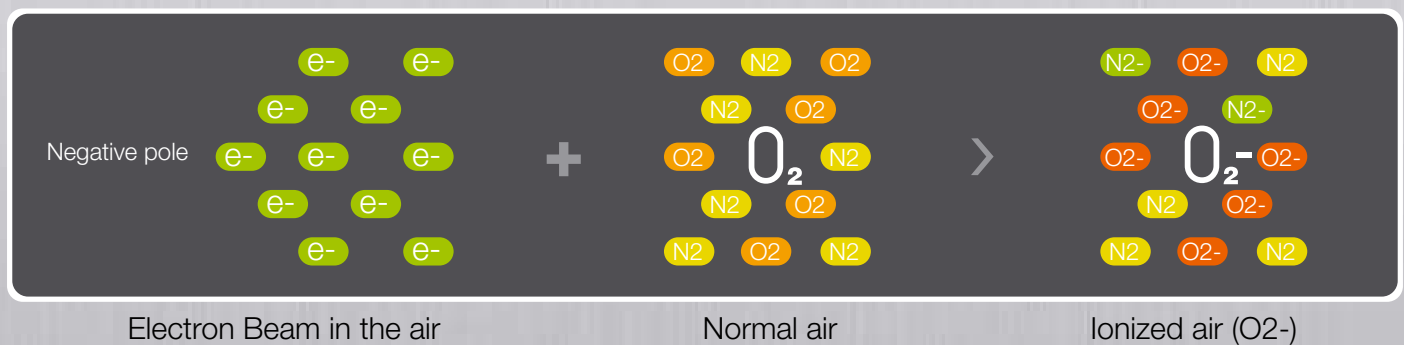 e- e- O2 N2 O2 N2- O2- N2
e- e- N2 O2 O2- N2-
Negative pole e- e- e- + O2 O₂ N2 > O2- O₂- O2-
e- e- N2 O2 N2 O2-
e- e- N2 O2 N2 N2 O2- N2
Electron Beam in the air Normal air Ionized air (O2-)